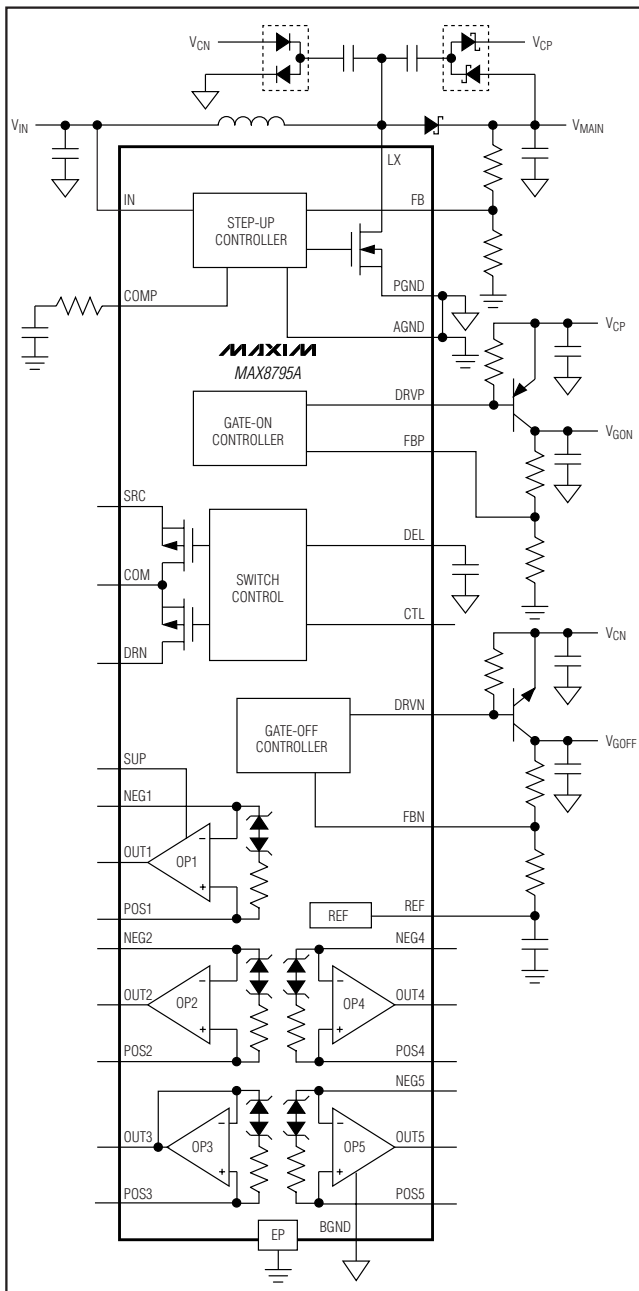 VCN
VCP
VIN
VMAIN
LX
IN
STEP-UP
CONTROLLER
FB
COMP
PGND
AGND
MAXIM
MAX8795A
VCP
DRVP
GATE-ON
CONTROLLER
FBP
VGON
SRC
DEL
COM
SWITCH
CONTROL
CTL
DRN
VCN
DRVN
GATE-OFF
CONTROLLER
VGOFF
SUP
NEG1
FBN
OUT1
-
OP1
+
POS1
REF
REF
NEG2
NEG4
-
-
OUT2
OP2
OP4
OUT4
+
+
POS2
POS4
NEG5
-
-
OUT3
OP3
OP5
OUT5
+
+
POS3
POS5
EP
BGND